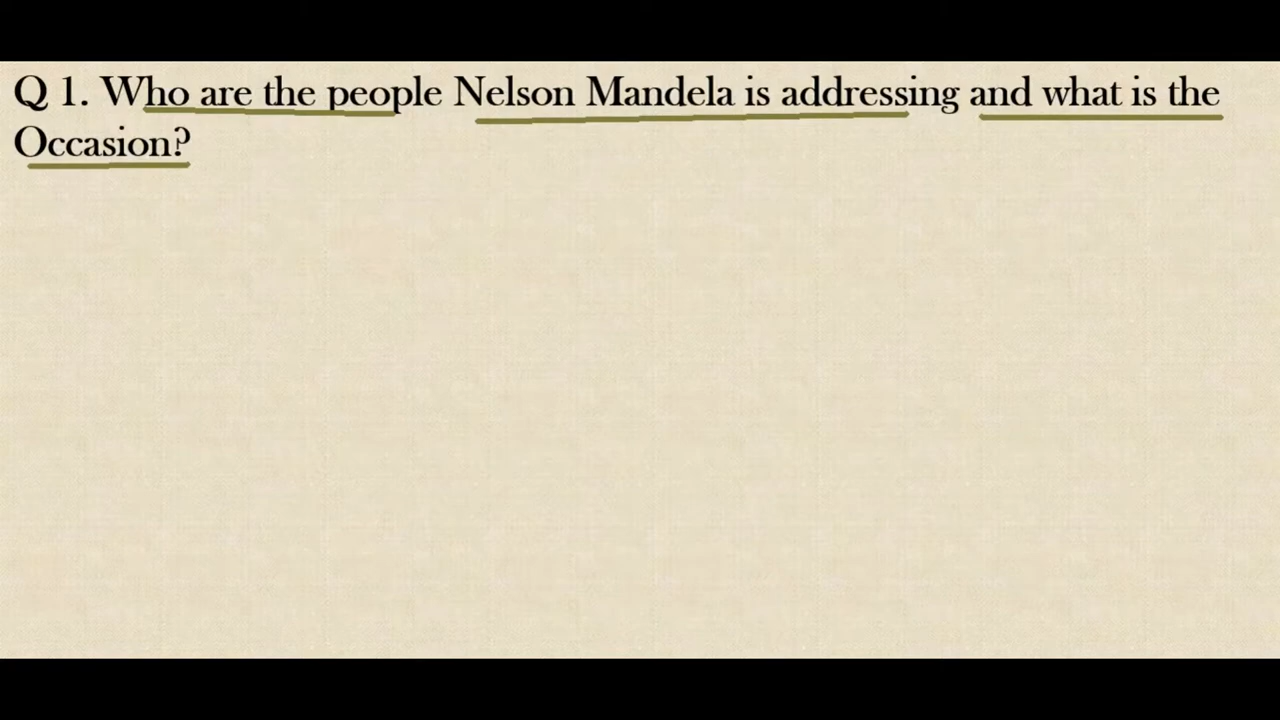 Q 1. Who are the people Nelson Mandela is addressing and what is the
Occasion?